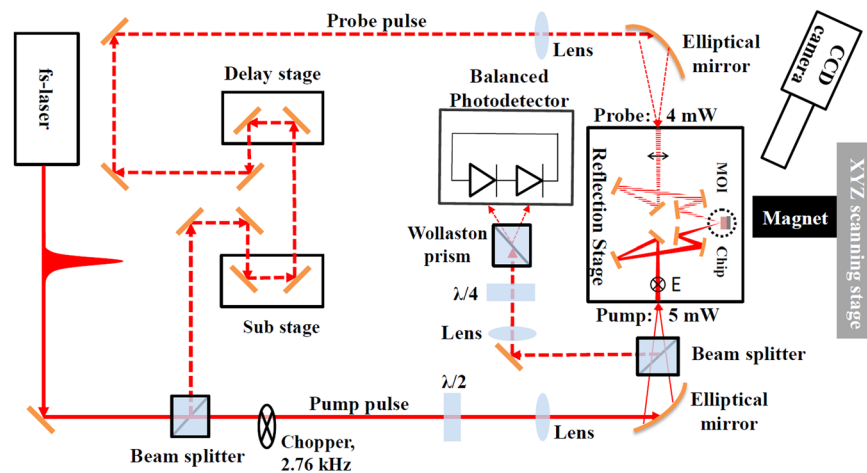 Probe pulse
Lens
Elliptical
mirror
CCD
camera
fs-laser
Delay stage
Balanced
Photodetector
Probe: 4 mW
Reflection Stage
MOI
Chip
E
Magnet
XYZ scanning stage
Wollaston
prism
λ/4
Sub stage
Lens
Pump: 5 mW
Beam splitter
λ/2
Pump pulse
Elliptical
mirror
Lens
Beam splitter
Chopper,
2.76 kHz